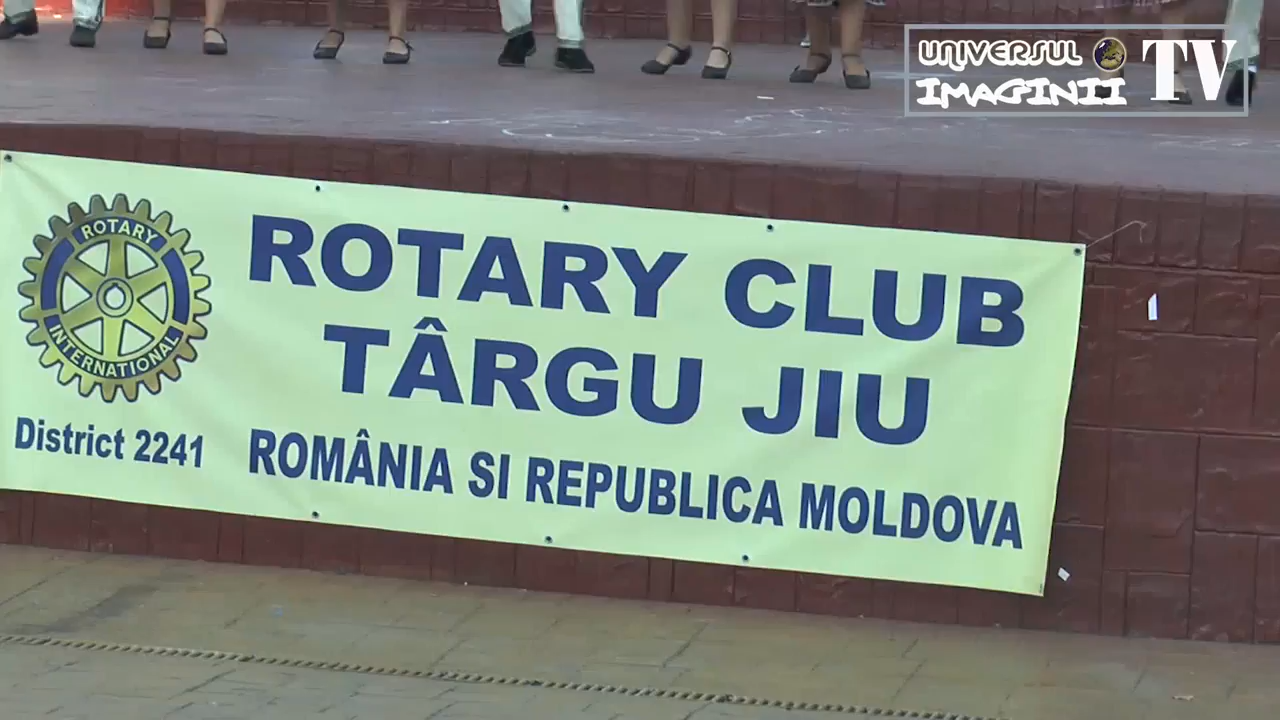 UNIVERSUL
IMAGINII
TV
ROTARY
INTERNATIONAL
District 2241
ROTARY CLUB
TÂRGU JIU
ROMÂNIA SI REPUBLICA MOLDOVA